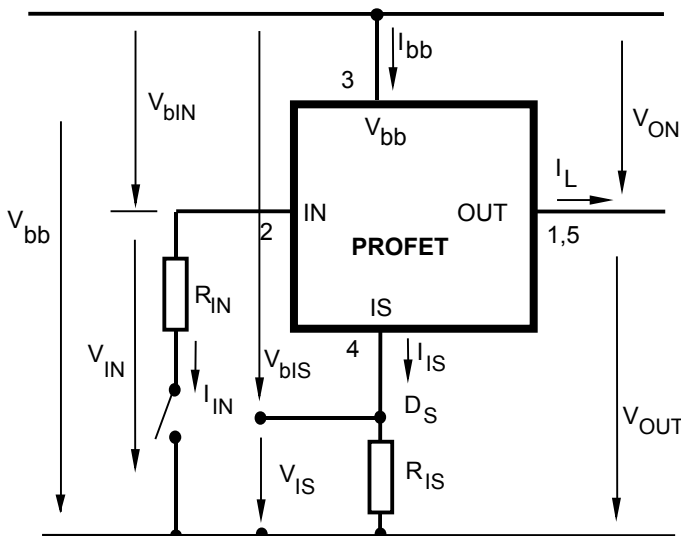 I_bb
3
V_bIN
V_bb
V_ON
I_L
V_bb
IN
OUT
2
PROFET
1,5
R_IN
IS
V_IN
4
I_IS
V_bIS
I_IN
D_S
V_OUT
V_IS
R_IS